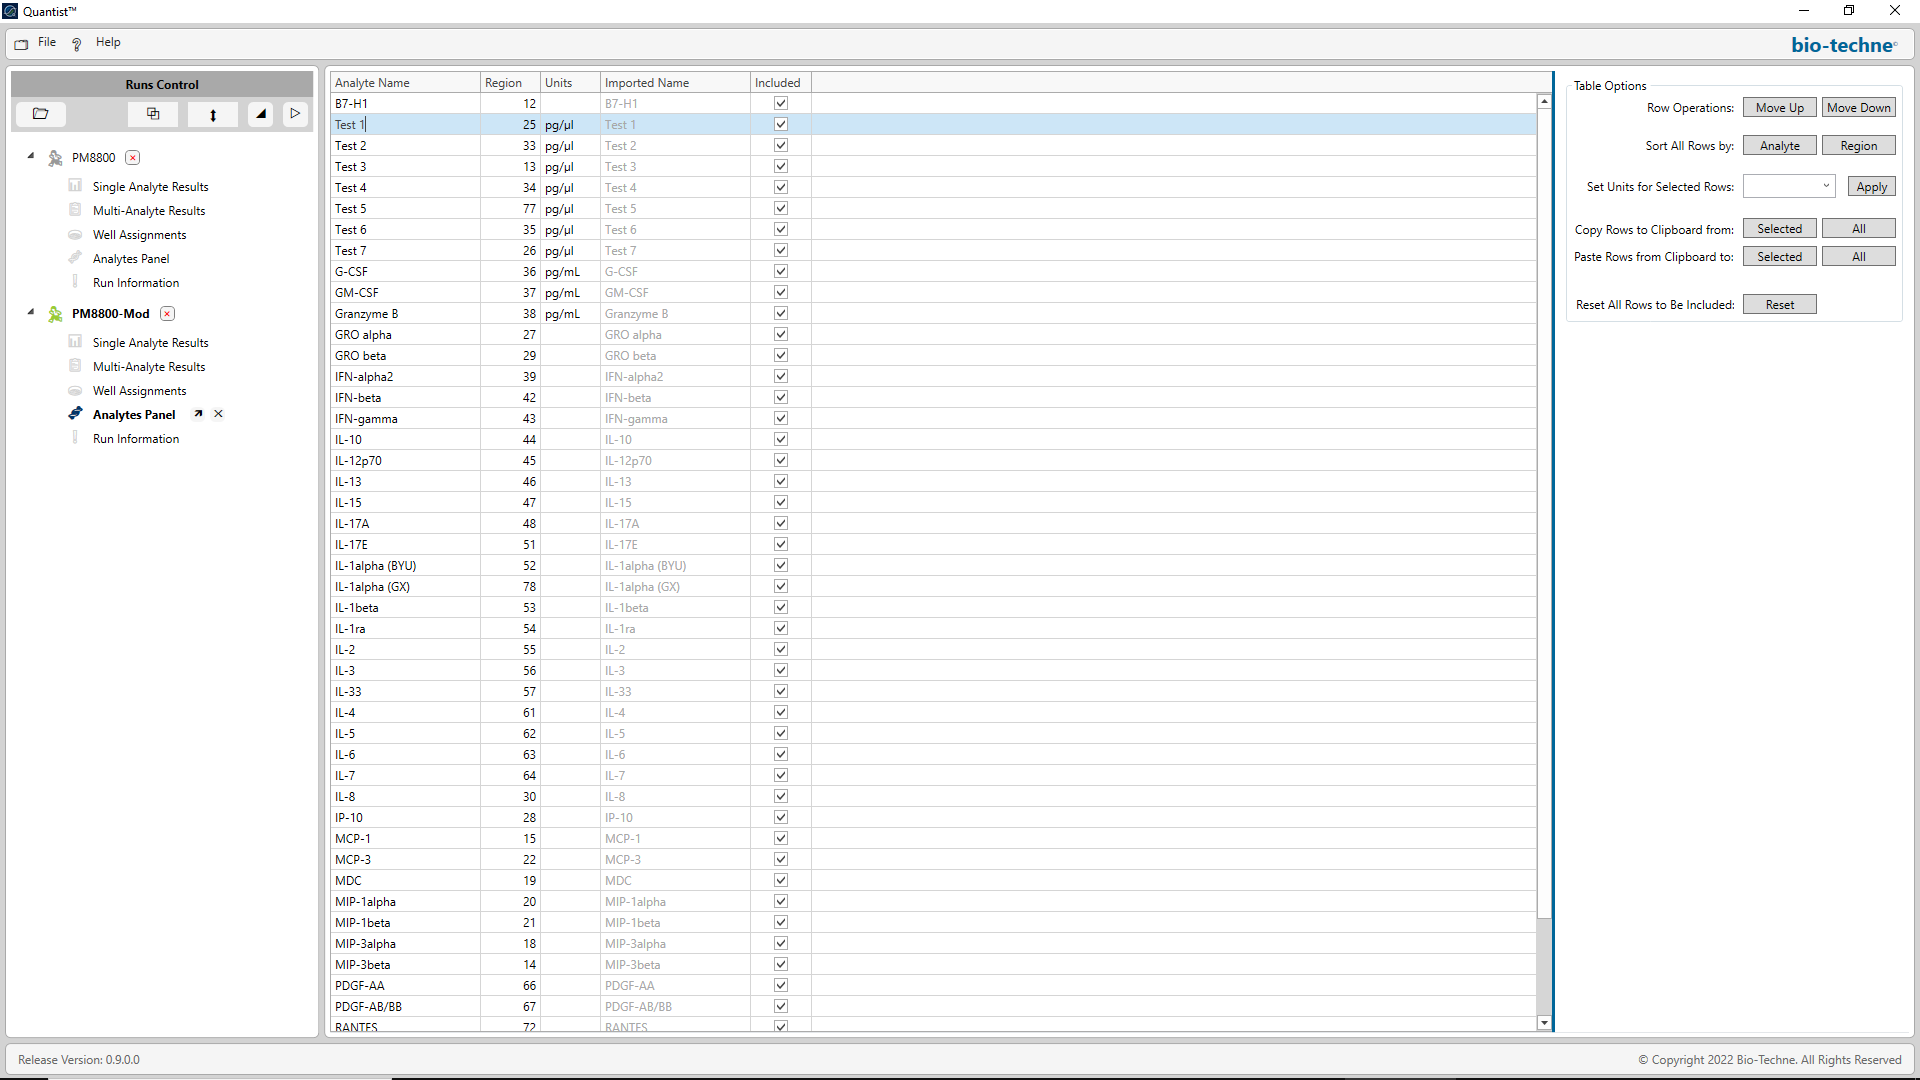 Quantist™
File Help
bio-techne©
Runs Control
PM8800
Single Analyte Results
Multi-Analyte Results
Well Assignments
Analytes Panel
Run Information
PM8800-Mod
Single Analyte Results
Multi-Analyte Results
Well Assignments
Analytes Panel
Run Information
Analyte Name Region Units Imported Name Included
B7-H1 12 B7-H1
Test 1 25 pg/µl Test 1
Test 2 33 pg/µl Test 2
Test 3 13 pg/µl Test 3
Test 4 34 pg/µl Test 4
Test 5 77 pg/µl Test 5
Test 6 35 pg/µl Test 6
Test 7 26 pg/µl Test 7
G-CSF 36 pg/mL G-CSF
GM-CSF 37 pg/mL GM-CSF
Granzyme B 38 pg/mL Granzyme B
GRO alpha 27 GRO alpha
GRO beta 29 GRO beta
IFN-alpha2 39 IFN-alpha2
IFN-beta 42 IFN-beta
IFN-gamma 43 IFN-gamma
IL-10 44 IL-10
IL-12p70 45 IL-12p70
IL-13 46 IL-13
IL-15 47 IL-15
IL-17A 48 IL-17A
IL-17E 51 IL-17E
IL-1alpha (BYU) 52 IL-1alpha (BYU)
IL-1alpha (GX) 78 IL-1alpha (GX)
IL-1beta 53 IL-1beta
IL-1ra 54 IL-1ra
IL-2 55 IL-2
IL-3 56 IL-3
IL-33 57 IL-33
IL-4 61 IL-4
IL-5 62 IL-5
IL-6 63 IL-6
IL-7 64 IL-7
IL-8 30 IL-8
IP-10 28 IP-10
MCP-1 15 MCP-1
MCP-3 22 MCP-3
MDC 19 MDC
MIP-1alpha 20 MIP-1alpha
MIP-1beta 21 MIP-1beta
MIP-3alpha 18 MIP-3alpha
MIP-3beta 14 MIP-3beta
PDGF-AA 66 PDGF-AA
PDGF-AB/BB 67 PDGF-AB/BB
RANTES 72 RANTES
Table Options
Row Operations: Move Up Move Down
Sort All Rows by: Analyte Region
Set Units for Selected Rows: Apply
Copy Rows to Clipboard from: Selected All
Paste Rows from Clipboard to: Selected All
Reset All Rows to Be Included: Reset
Release Version: 0.9.0.0
© Copyright 2022 Bio-Techne. All Rights Reserved